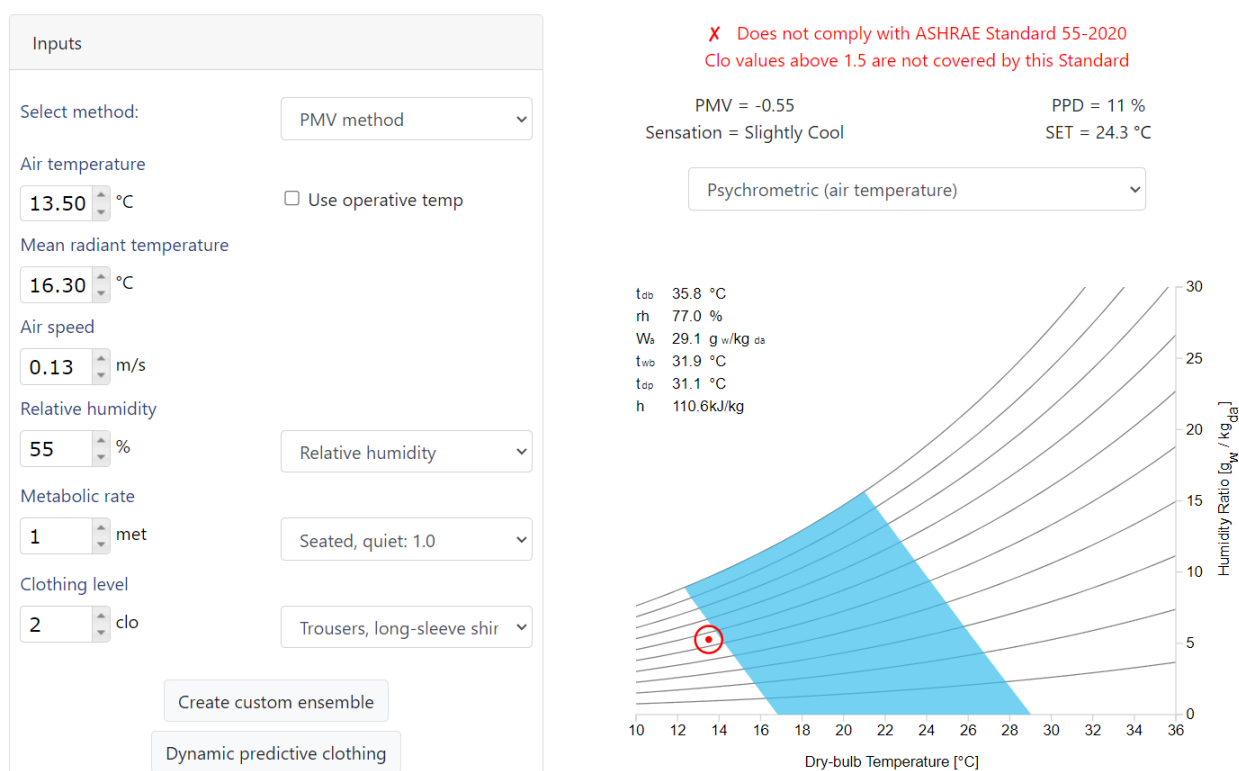 Inputs
Select method:
PMV method
Air temperature
13.50 °C
Use operative temp
Mean radiant temperature
16.30 °C
Air speed
0.13 m/s
Relative humidity
55 %
Relative humidity
Metabolic rate
1 met
Seated, quiet: 1.0
Clothing level
2 clo
Trousers, long-sleeve shir
Create custom ensemble
Dynamic predictive clothing
✗ Does not comply with ASHRAE Standard 55-2020
Clo values above 1.5 are not covered by this Standard
PMV = -0.55 PPD = 11 %
Sensation = Slightly Cool SET = 24.3 °C
Psychrometric (air temperature)
tdb 35.8 °C
rh 77.0 %
Wa 29.1 g w/kg da
twb 31.9 °C
tdp 31.1 °C
h 110.6kJ/kg
30
25
20
15
10
5
0
Humidity Ratio [gw / kgda]
10 12 14 16 18 20 22 24 26 28 30 32 34 36
Dry-bulb Temperature [°C]